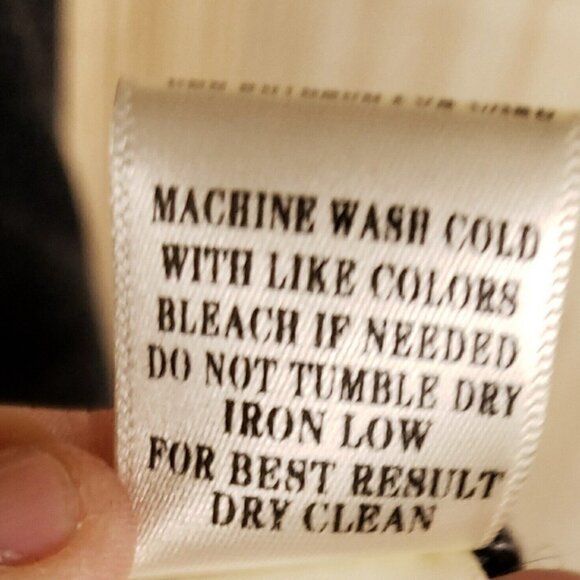 MACHINE WASH COLD
WITH LIKE COLORS
BLEACH IF NEEDED
DO NOT TUMBLE DRY
IRON LOW
FOR BEST RESULT
DRY CLEAN